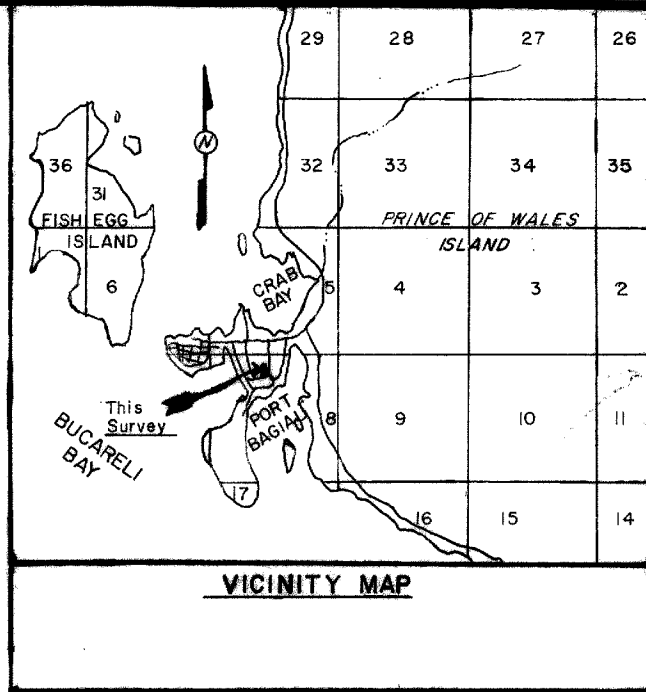 29 28 27 26
N
36 32 33 34 35
31
FISH EGG
ISLAND
PRINCE OF WALES
ISLAND
6
CRAB
BAY
5 4 3 2
This
Survey
BUCARELI
BAY
PORT
BAGIAL
8 9 10 11
17
16 15 14
VICINITY MAP